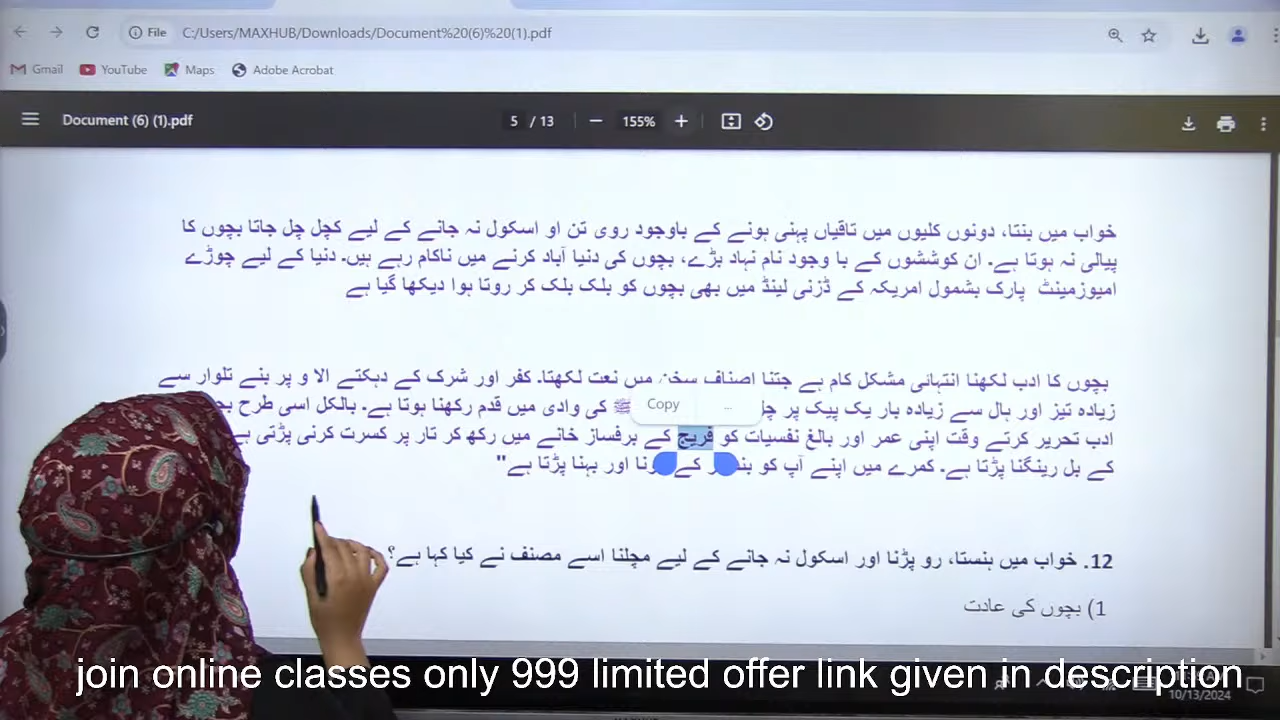 File C:/Users/MAXHUB/Downloads/Document%20(6)%20(1).pdf
Gmail YouTube Maps Adobe Acrobat
Document (6) (1).pdf 5 / 13 155%
خواب میں ہنتا، دونوں کلیوں میں تاقیاں پہنی ہونے کے باوجود روی تن او اسکول نہ جانے کے لیے کچل چل جاتا بچوں کا
پیالی نہ ہوتا ہے۔ ان کوششوں کے با وجود نام نہاد بڑے، بچوں کی دنیا آباد کرنے میں ناکام رہے ہیں۔ دنیا کے لیے چوڑے
امیوزمینٹ پارک بشمول امریکہ کے ڈزنی لینڈ میں بھی بچوں کو بلک بلک کر روتا ہوا دیکھا گیا ہے
بچوں کا ادب لکھنا انتہائی مشکل کام ہے جتنا اصناف سخن میں نعت لکھتا۔ کفر اور شرک کے دہکتے الا و پر بنے تلوار سے
زیادہ تیز اور بال سے زیادہ بار یک پیک پر ﷺ کی وادی میں قدم رکھنا ہوتا ہے۔ بالکل اسی طرح
Copy ...
ادب تحریر کرتے وقت اپنی عمر اور بالغ نفسیات کو فریج کے برفساز خانے میں رکھ کر تار پر کسرت کرنی پڑتی
کے بل رینگنا پڑتا ہے۔ کمرے میں اپنے آپ کو کے اور بہنا پڑتا ہے"
12. خواب میں ہنستا، رو پڑنا اور اسکول نہ جانے کے لیے مچلنا اسے مصنف نے کیا کہا ہے؟
1) بچوں کی عادت
join online classes only 999 limited offer link given in description
10/13/2024